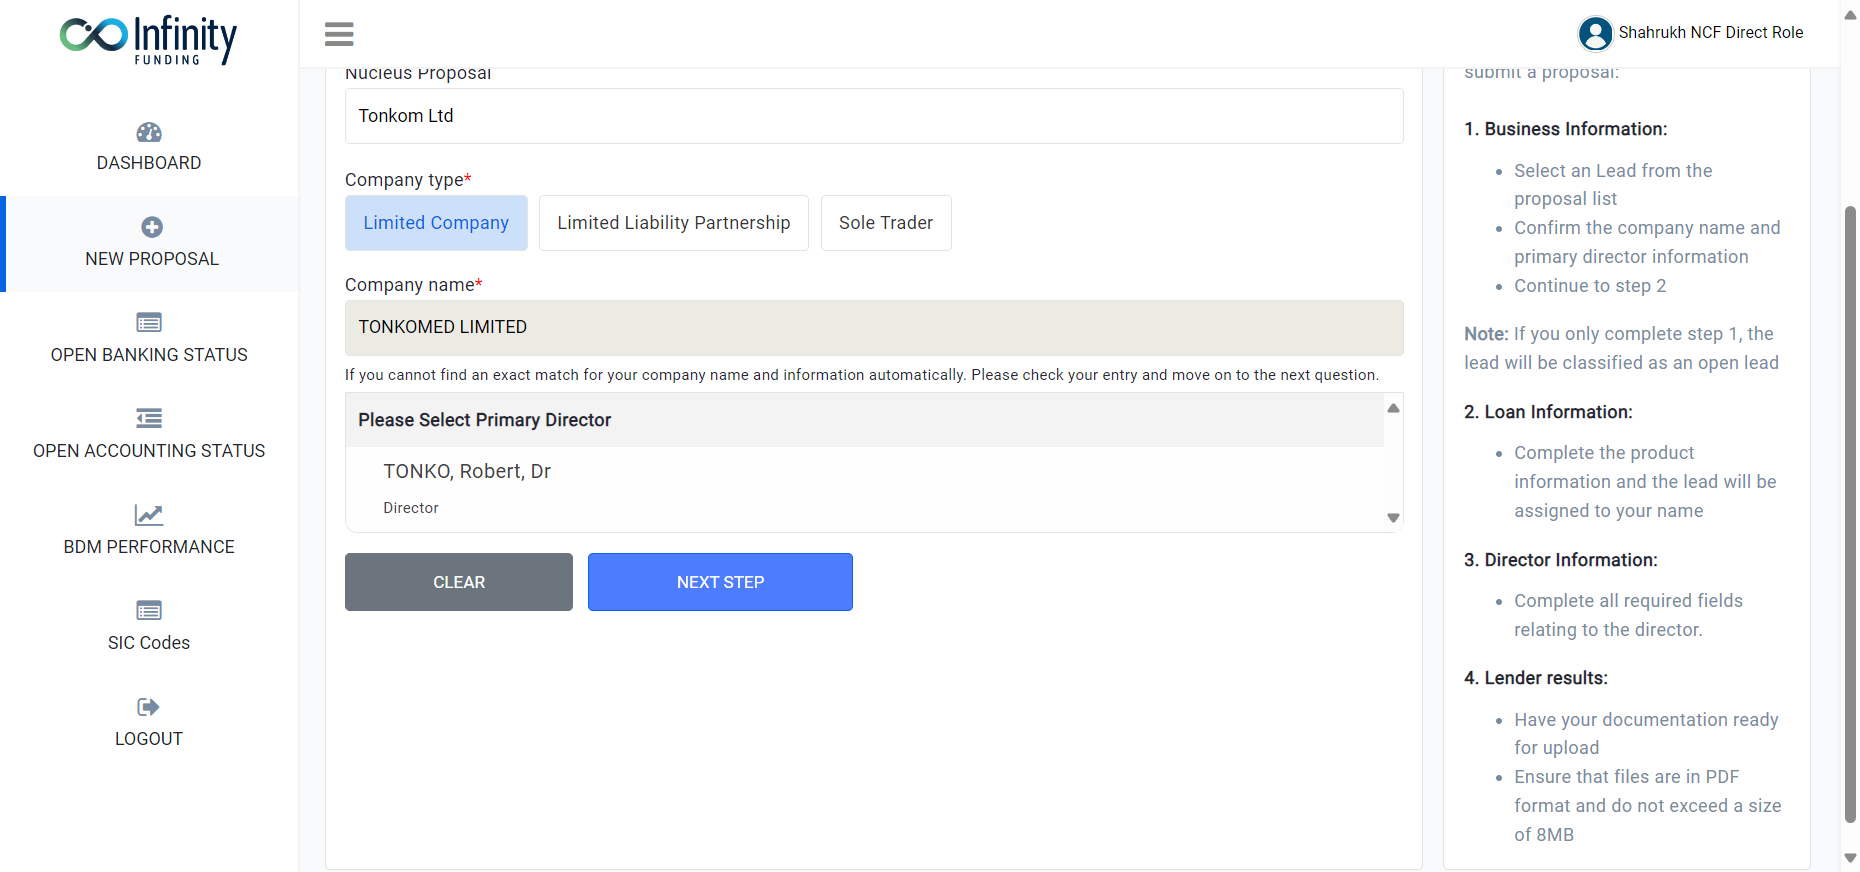 Infinity
FUNDING
Shahrukh NCF Direct Role
DASHBOARD
NEW PROPOSAL
OPEN BANKING STATUS
OPEN ACCOUNTING STATUS
BDM PERFORMANCE
SIC Codes
LOGOUT
Nucleus Proposal
Tonkom Ltd
Company type*
Limited Company
Limited Liability Partnership
Sole Trader
Company name*
TONKOMED LIMITED
If you cannot find an exact match for your company name and information automatically. Please check your entry and move on to the next question.
Please Select Primary Director
TONKO, Robert, Dr
Director
CLEAR
NEXT STEP
submit a proposal:
1. Business Information:
Select an Lead from the
proposal list
Confirm the company name and
primary director information
Continue to step 2
Note: If you only complete step 1, the
lead will be classified as an open lead
2. Loan Information:
Complete the product
information and the lead will be
assigned to your name
3. Director Information:
Complete all required fields
relating to the director.
4. Lender results:
Have your documentation ready
for upload
Ensure that files are in PDF
format and do not exceed a size
of 8MB